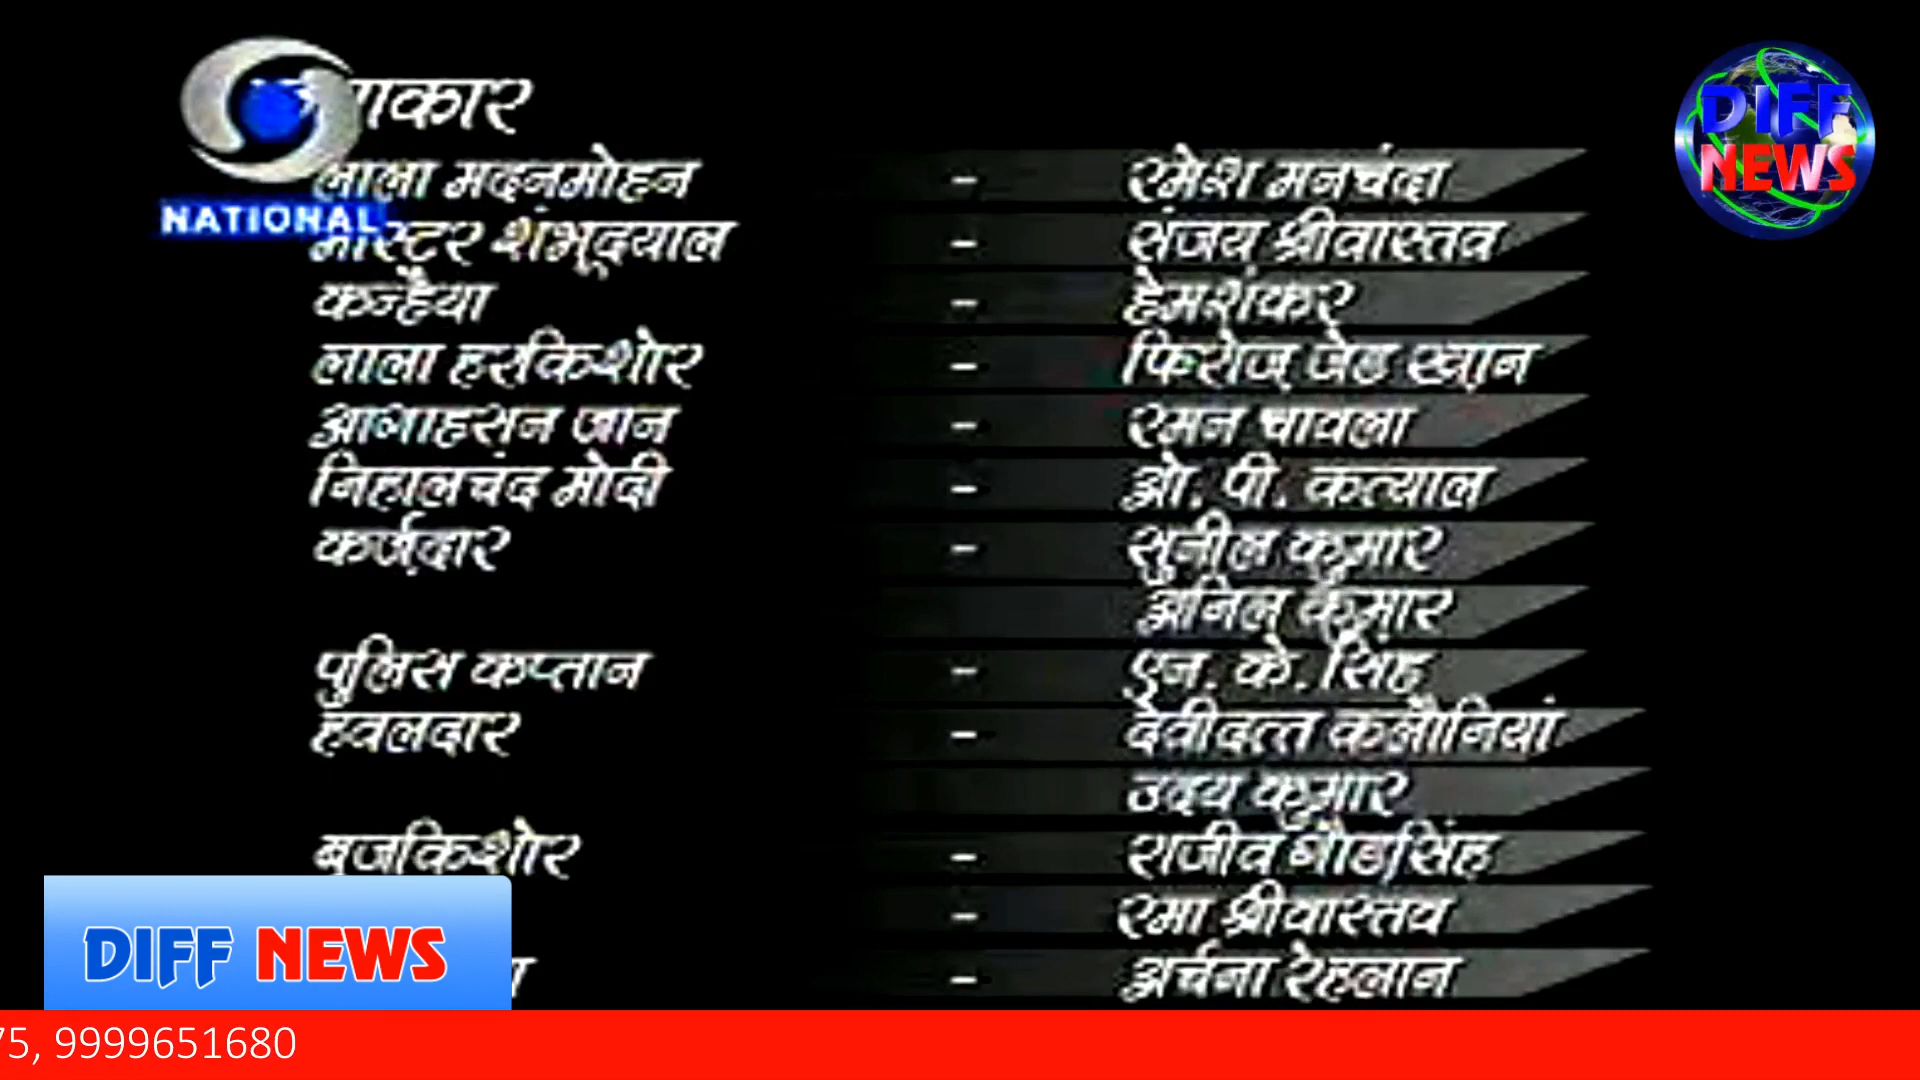 लाला मदनमोहन - रमेश मनचंदा
NATIONAL
मास्टर शंभूदयाल - संजय श्रीवास्तव
कन्हैया - हेमशंकर
लाला हरकिशोर - फिरोज़ जेड खा़न
आगाहसन जान - रमन चावला
निहालचंद मोदी - ओ. पी. कत्याल
कर्ज़दार - सुनील कुमार
अनिल कुमार
पुलिस कप्तान - एन. के. सिंह
हवलदार - देवीदत्त कलौनियां
उदय कुमार
बृजकिशोर - राजीव गौड़सिंह
- रमा श्रीवास्तव
- अर्चना रेहलान
DIFF NEWS
DIFF NEWS
75, 9999651680